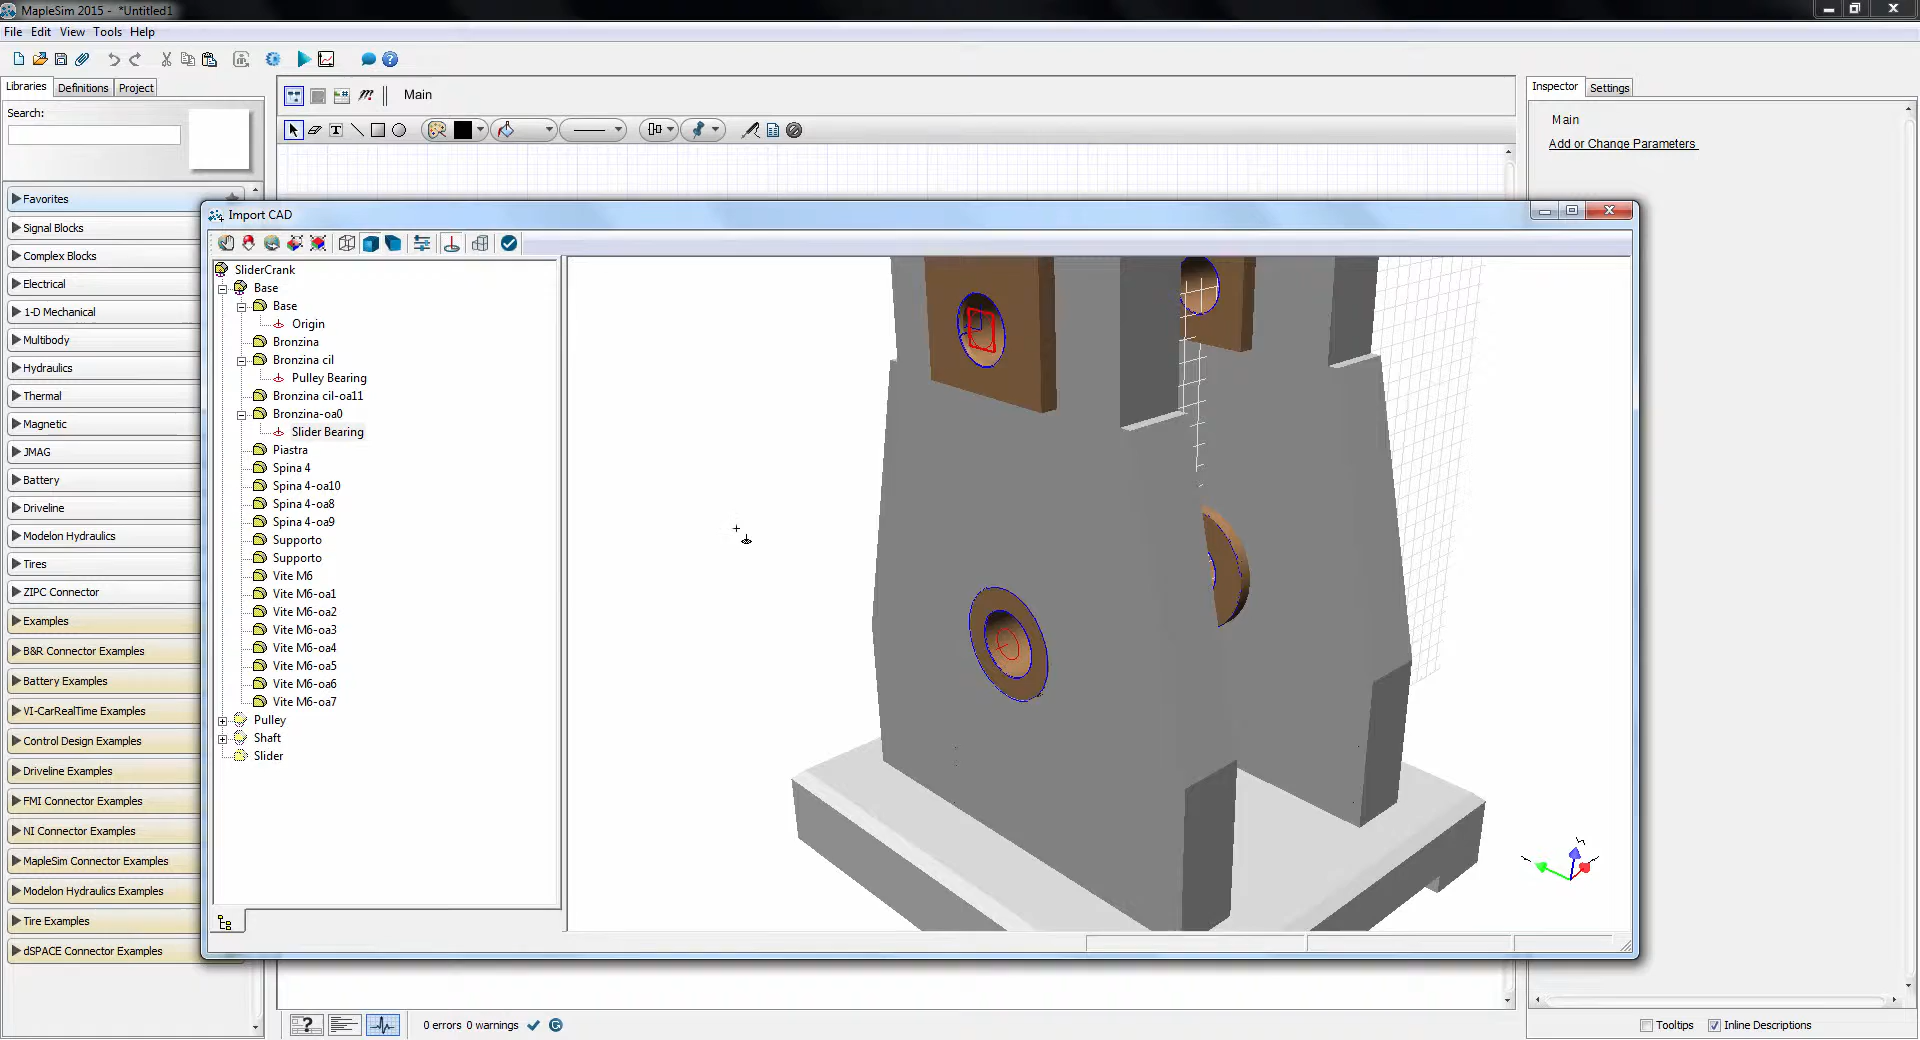 MapleSim 2015 - *Untitled1
File Edit View Tools Help
Libraries Definitions Project
Main
Inspector Settings
Search:
Main
Add or Change Parameters
Favorites
Signal Blocks
Complex Blocks
Electrical
1-D Mechanical
Multibody
Hydraulics
Thermal
Magnetic
JMAG
Battery
Driveline
Modelon Hydraulics
Tires
ZIPC Connector
Examples
B&R Connector Examples
Battery Examples
VI-CarRealTime Examples
Control Design Examples
Driveline Examples
FMI Connector Examples
NI Connector Examples
MapleSim Connector Examples
Modelon Hydraulics Examples
Tire Examples
dSPACE Connector Examples
Import CAD
SliderCrank
Base
Base
Origin
Bronzina
Bronzina cil
Pulley Bearing
Bronzina cil-oa11
Bronzina-oa0
Slider Bearing
Piastra
Spina 4
Spina 4-oa10
Spina 4-oa8
Spina 4-oa9
Supporto
Supporto
Vite M6
Vite M6-oa1
Vite M6-oa2
Vite M6-oa3
Vite M6-oa4
Vite M6-oa5
Vite M6-oa6
Vite M6-oa7
Pulley
Shaft
Slider
0 errors 0 warnings
Tooltips Inline Descriptions